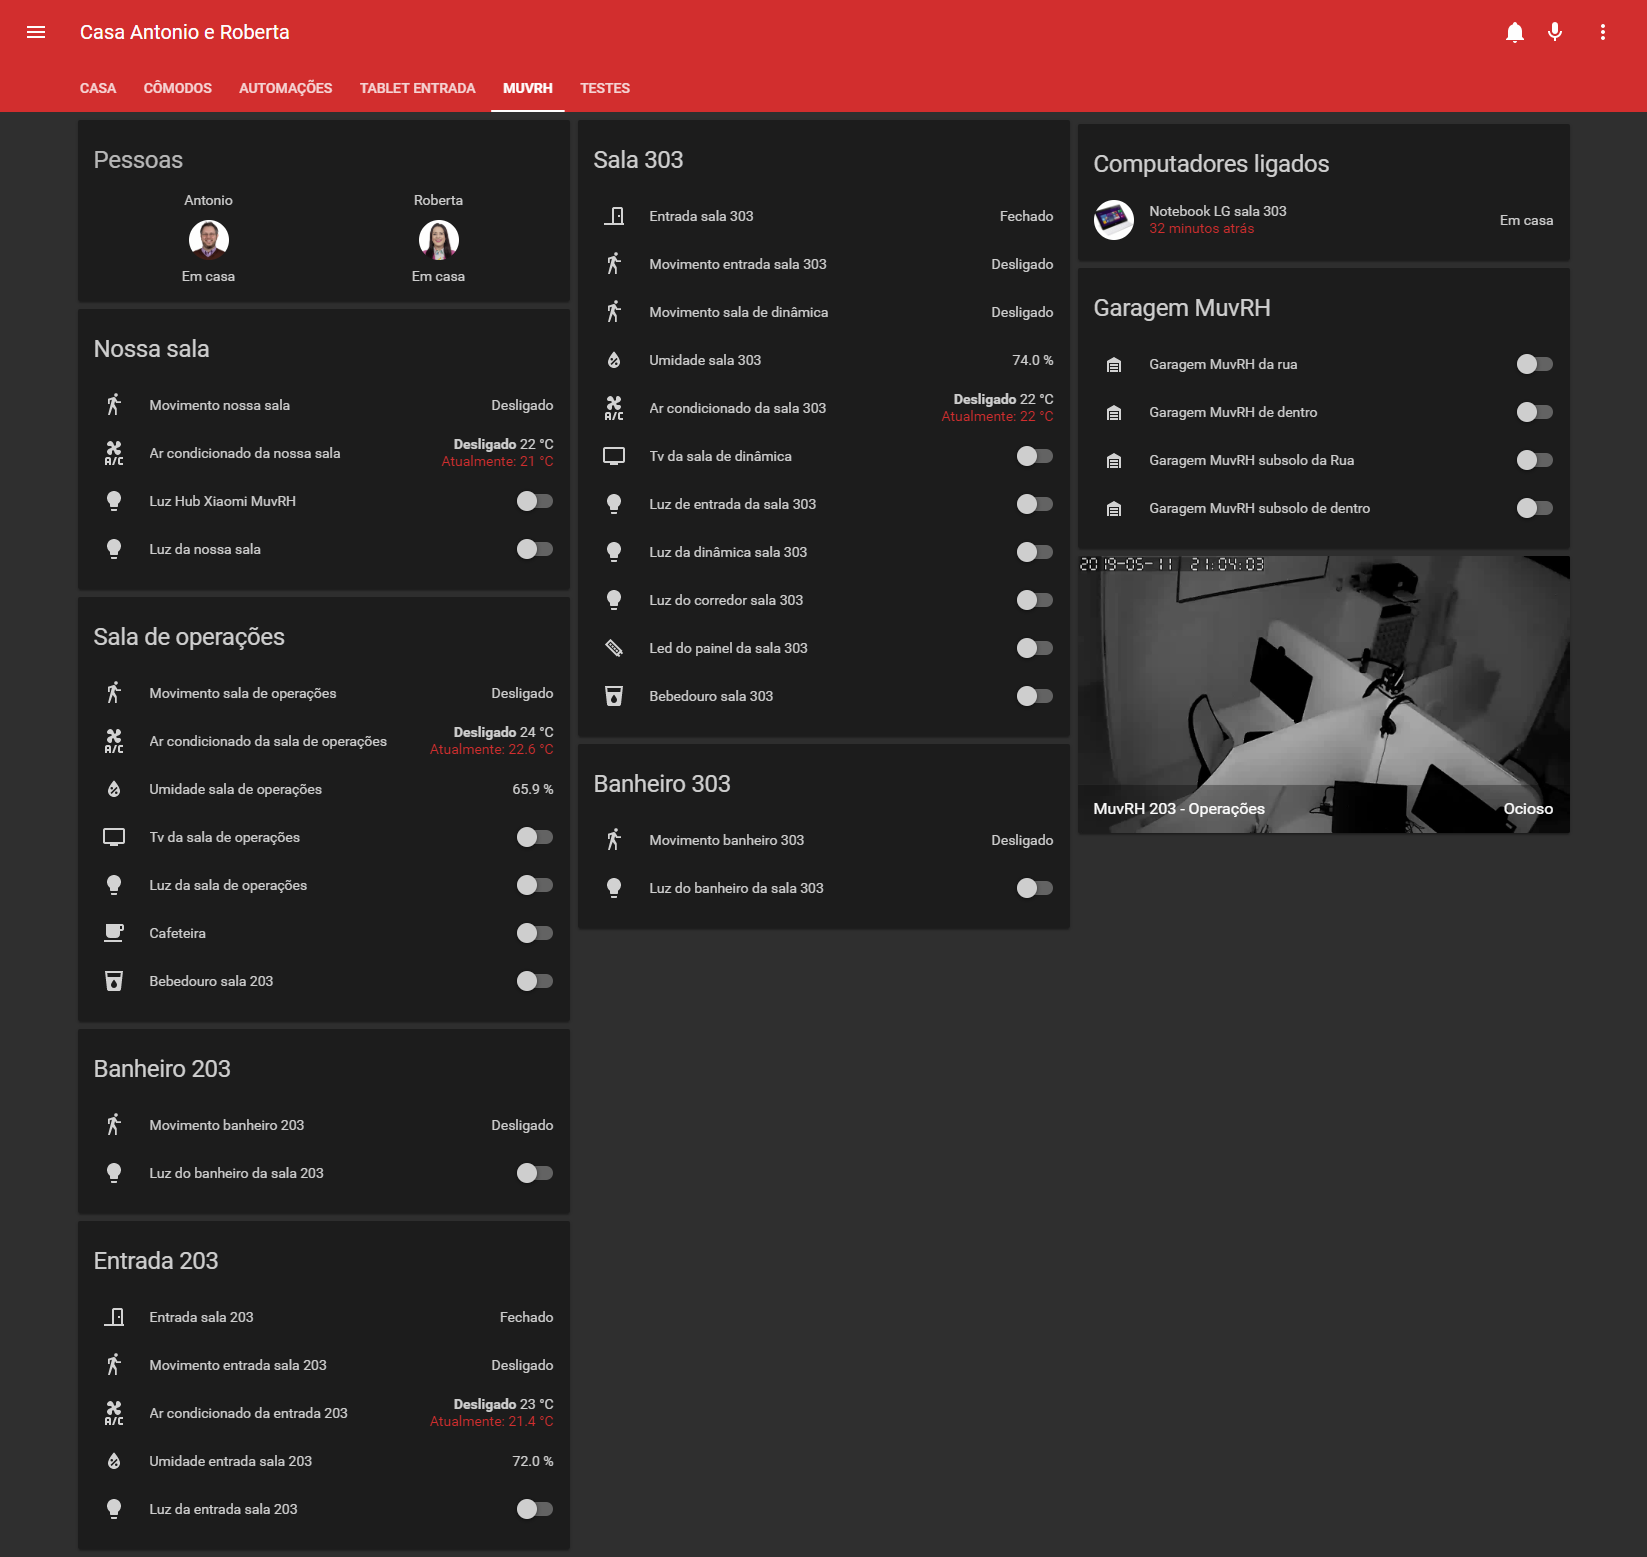 Casa Antonio e Roberta
CASA
CÔMODOS
AUTOMAÇÕES
TABLET ENTRADA
MUVRH
TESTES
Pessoas
Antonio
Roberta
Em casa
Em casa
Nossa sala
Movimento nossa sala
Desligado
A/C
Ar condicionado da nossa sala
Desligado 22 °C
Atualmente: 21 °C
Luz Hub Xiaomi MuvRH
Luz da nossa sala
Sala de operações
Movimento sala de operações
Desligado
A/C
Ar condicionado da sala de operações
Desligado 24 °C
Atualmente: 22.6 °C
Umidade sala de operações
65.9 %
Tv da sala de operações
Luz da sala de operações
Cafeteira
Bebedouro sala 203
Banheiro 203
Movimento banheiro 203
Desligado
Luz do banheiro da sala 203
Entrada 203
Entrada sala 203
Fechado
Movimento entrada sala 203
Desligado
A/C
Ar condicionado da entrada 203
Desligado 23 °C
Atualmente: 21.4 °C
Umidade entrada sala 203
72.0 %
Luz da entrada sala 203
Sala 303
Entrada sala 303
Fechado
Movimento entrada sala 303
Desligado
Movimento sala de dinâmica
Desligado
Umidade sala 303
74.0 %
A/C
Ar condicionado da sala 303
Desligado 22 °C
Atualmente: 22 °C
Tv da sala de dinâmica
Luz de entrada da sala 303
Luz da dinâmica sala 303
Luz do corredor sala 303
Led do painel da sala 303
Bebedouro sala 303
Banheiro 303
Movimento banheiro 303
Desligado
Luz do banheiro da sala 303
Computadores ligados
Notebook LG sala 303
32 minutos atrás
Em casa
Garagem MuvRH
Garagem MuvRH da rua
Garagem MuvRH de dentro
Garagem MuvRH subsolo da Rua
Garagem MuvRH subsolo de dentro
2019-05-11 21:04:03
MuvRH 203 - Operações
Ocioso